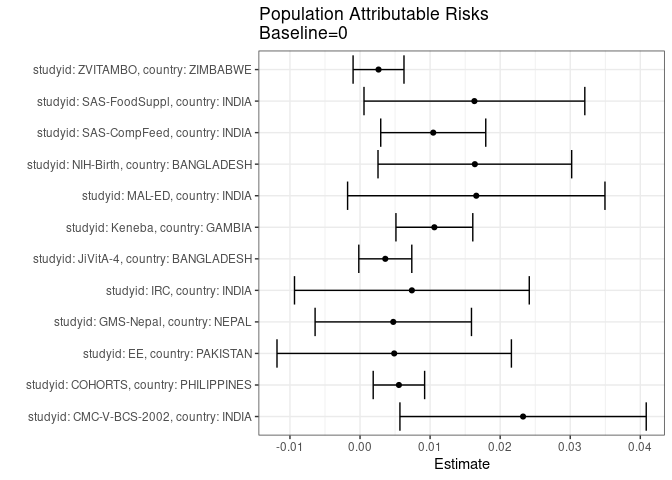 Population Attributable Risks
Baseline=0
studyid: ZVITAMBO, country: ZIMBABWE
studyid: SAS-FoodSuppl, country: INDIA
studyid: SAS-CompFeed, country: INDIA
studyid: NIH-Birth, country: BANGLADESH
studyid: MAL-ED, country: INDIA
studyid: Keneba, country: GAMBIA
studyid: JiVitA-4, country: BANGLADESH
studyid: IRC, country: INDIA
studyid: GMS-Nepal, country: NEPAL
studyid: EE, country: PAKISTAN
studyid: COHORTS, country: PHILIPPINES
studyid: CMC-V-BCS-2002, country: INDIA
-0.01 0.00 0.01 0.02 0.03 0.04
Estimate